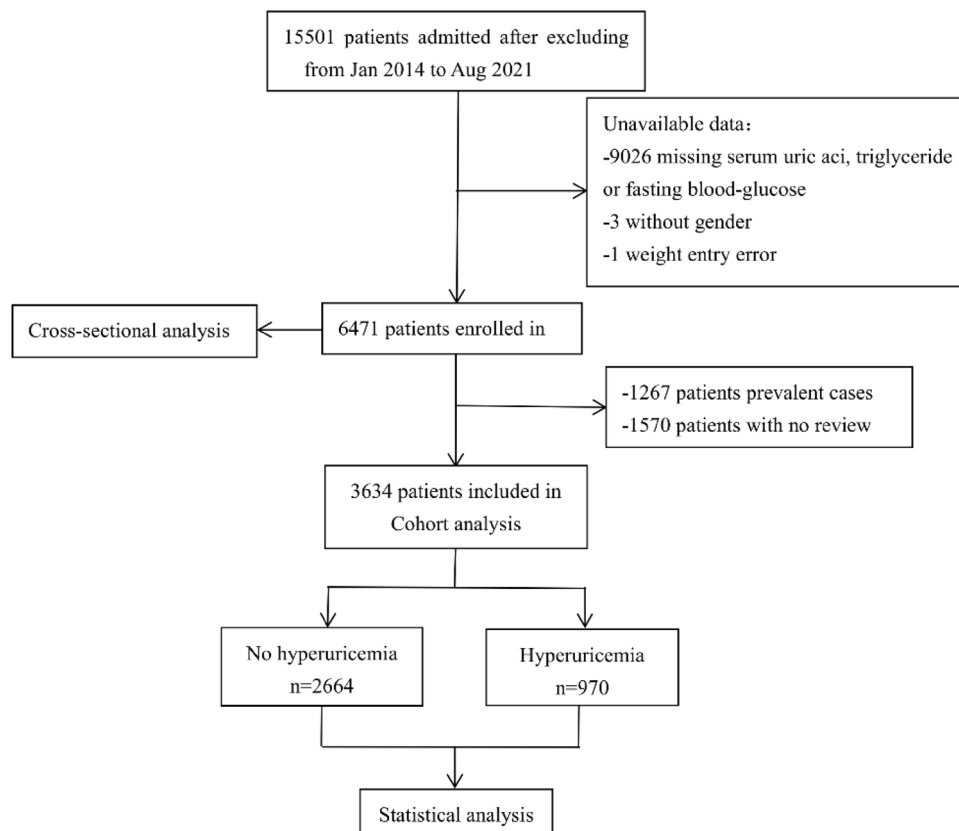 15501 patients admitted after excluding
from Jan 2014 to Aug 2021
Unavailable data：
-9026 missing serum uric aci, triglyceride
or fasting blood-glucose
-3 without gender
-1 weight entry error
Cross-sectional analysis
6471 patients enrolled in
-1267 patients prevalent cases
-1570 patients with no review
3634 patients included in
Cohort analysis
No hyperuricemia
n=2664
Hyperuricemia
n=970
Statistical analysis